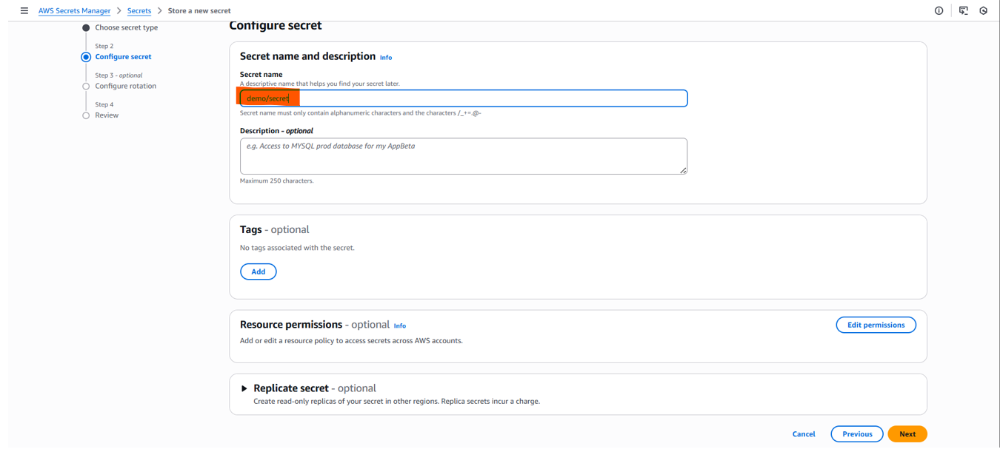 AWS Secrets Manager > Secrets > Store a new secret
Choose secret type
Step 2
Configure secret
Step 3 - optional
Configure rotation
Step 4
Review
Configure secret
Secret name and description Info
Secret name
A descriptive name that helps you find your secret later.
demo/secret
Secret name must only contain alphanumeric characters and the characters /_+=.@-
Description - optional
e.g. Access to MYSQL prod database for my AppBeta
Maximum 250 characters.
Tags - optional
No tags associated with the secret.
Add
Resource permissions - optional Info
Edit permissions
Add or edit a resource policy to access secrets across AWS accounts.
Replicate secret - optional
Create read-only replicas of your secret in other regions. Replica secrets incur a charge.
Cancel Previous Next